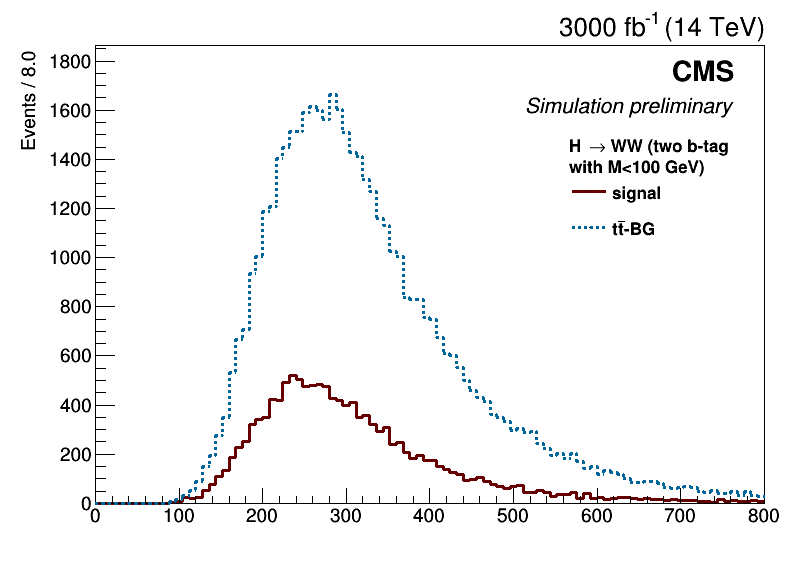 3000 fb-1 (14 TeV)
CMS
Simulation preliminary
H → WW (two b-tag
with M<100 GeV)
signal
tt̄-BG
Events / 8.0
1800
1600
1400
1200
1000
800
600
400
200
0
0 100 200 300 400 500 600 700 800